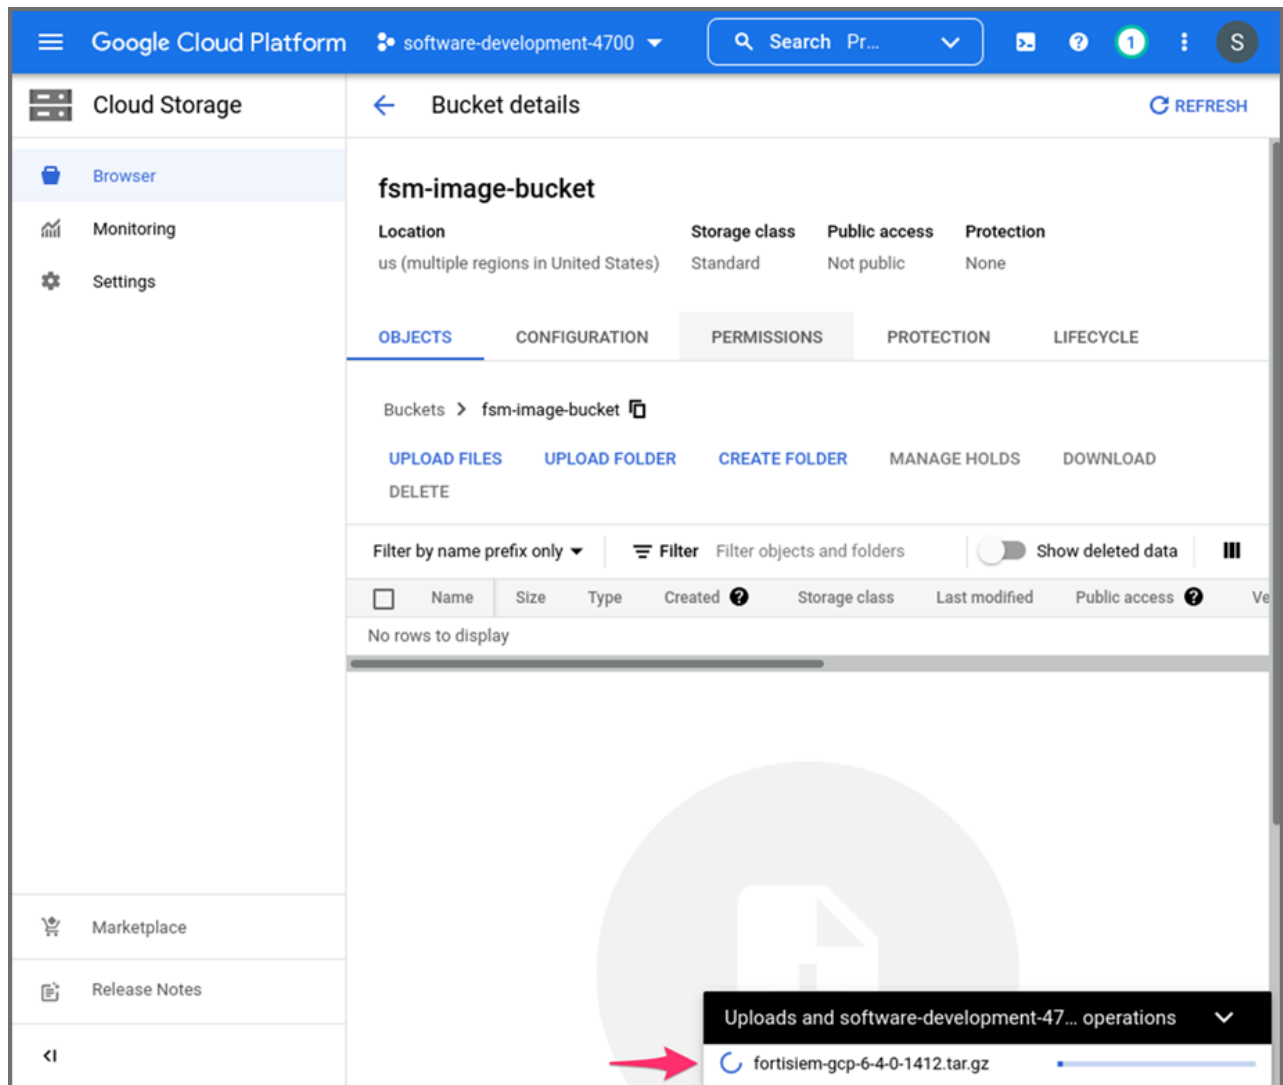 Google Cloud Platform software-development-4700 Search Pr... 1 S
Cloud Storage
Bucket details
REFRESH
Browser
Monitoring
Settings
fsm-image-bucket
Location Storage class Public access Protection
us (multiple regions in United States) Standard Not public None
OBJECTS CONFIGURATION PERMISSIONS PROTECTION LIFECYCLE
Buckets > fsm-image-bucket
UPLOAD FILES UPLOAD FOLDER CREATE FOLDER MANAGE HOLDS DOWNLOAD
DELETE
Filter by name prefix only Filter Filter objects and folders Show deleted data
Name Size Type Created Storage class Last modified Public access Ve
No rows to display
Marketplace
Release Notes
Uploads and software-development-47... operations
fortisiem-gcp-6-4-0-1412.tar.gz